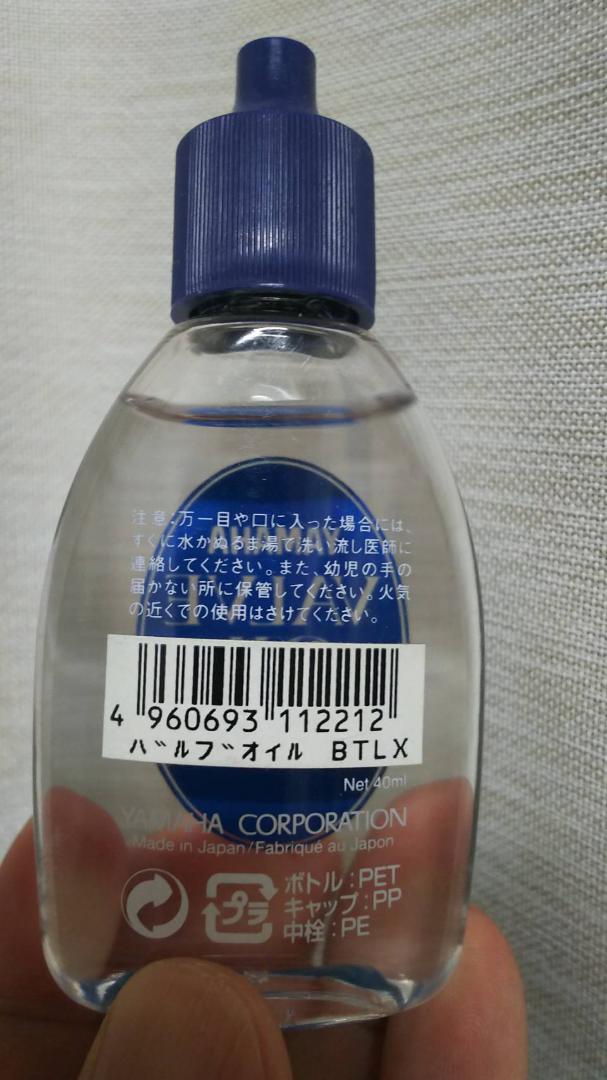 注意:万一目や口に入った場合には、
すぐに水かぬるま湯で洗い流し医師に
連絡してください。また、幼児の手の
届かない所に保管してください。火気
の近くでの使用はさけてください。
4 960693 112212
バルブオイル BTLX
Net 40ml
YAMAHA CORPORATION
Made in Japan/Fabriqué au Japon
プラ
ボトル:PET
キャップ:PP
中栓:PE